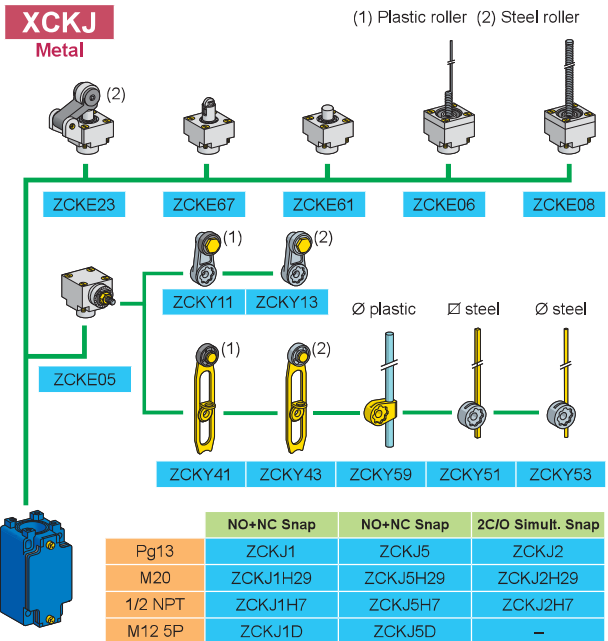 XCKJ
Metal
(1) Plastic roller (2) Steel roller
(2)
ZCKE23 ZCKE67 ZCKE61 ZCKE06 ZCKE08
(1) (2)
ZCKY11 ZCKY13
Ø plastic ⌷ steel Ø steel
ZCKE05
(1) (2)
ZCKY41 ZCKY43 ZCKY59 ZCKY51 ZCKY53
NO+NC Snap NO+NC Snap 2C/O Simult. Snap
Pg13 ZCKJ1 ZCKJ5 ZCKJ2
M20 ZCKJ1H29 ZCKJ5H29 ZCKJ2H29
1/2 NPT ZCKJ1H7 ZCKJ5H7 ZCKJ2H7
M12 5P ZCKJ1D ZCKJ5D –